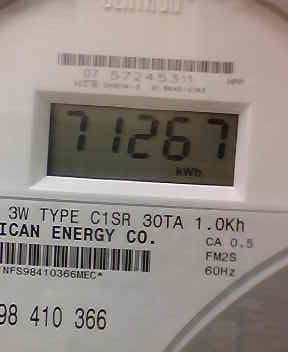 07 57245311
71267
kWh
3W TYPE C1SR 30TA 1.0Kh
ICAN ENERGY CO.
CA 0.5
FM2S
60Hz
*NFS98410366MEC*
98 410 366